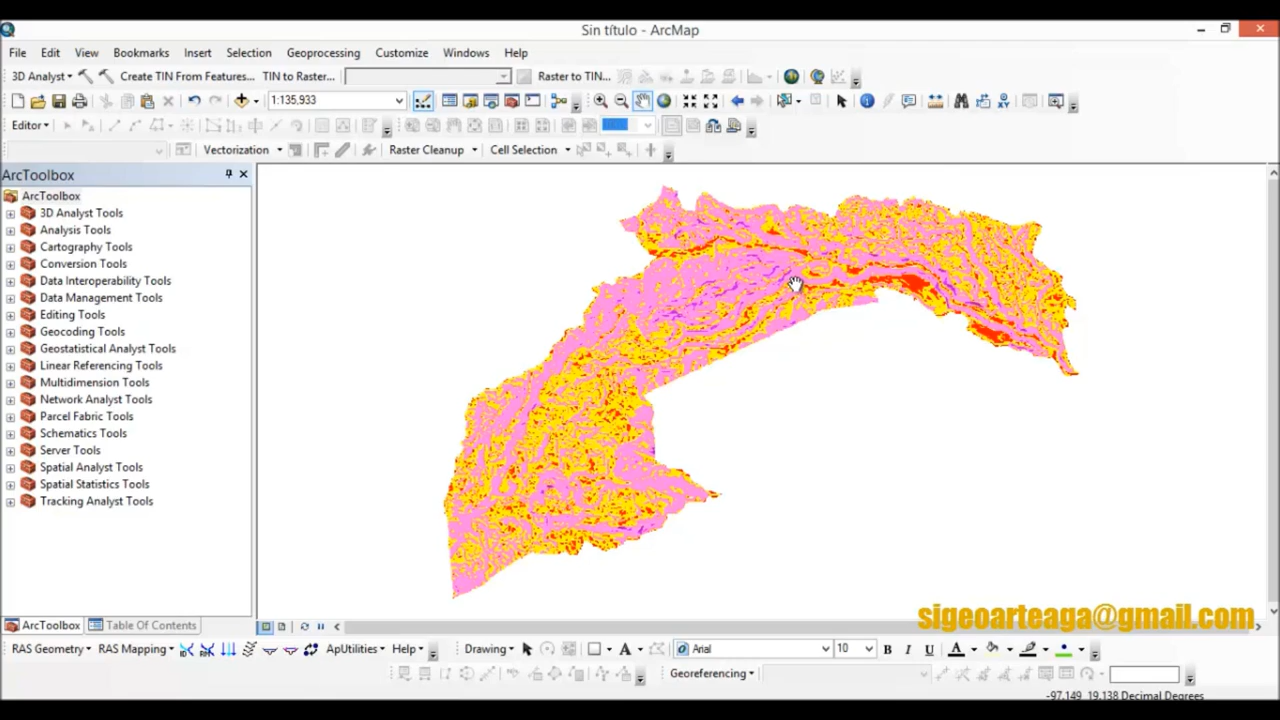 Sin título - ArcMap
File Edit View Bookmarks Insert Selection Geoprocessing Customize Windows Help
3D Analyst Create TIN From Features... TIN to Raster... Raster to TIN...
1:135,933
Editor
Vectorization Raster Cleanup Cell Selection
ArcToolbox
ArcToolbox
3D Analyst Tools
Analysis Tools
Cartography Tools
Conversion Tools
Data Interoperability Tools
Data Management Tools
Editing Tools
Geocoding Tools
Geostatistical Analyst Tools
Linear Referencing Tools
Multidimension Tools
Network Analyst Tools
Parcel Fabric Tools
Schematics Tools
Server Tools
Spatial Analyst Tools
Spatial Statistics Tools
Tracking Analyst Tools
sigeoarteaga@gmail.com
ArcToolbox Table Of Contents
RAS Geometry RAS Mapping ApUtilities Help Drawing A Arial 10 B I U A
Georeferencing
-97.149 19.138 Decimal Degrees